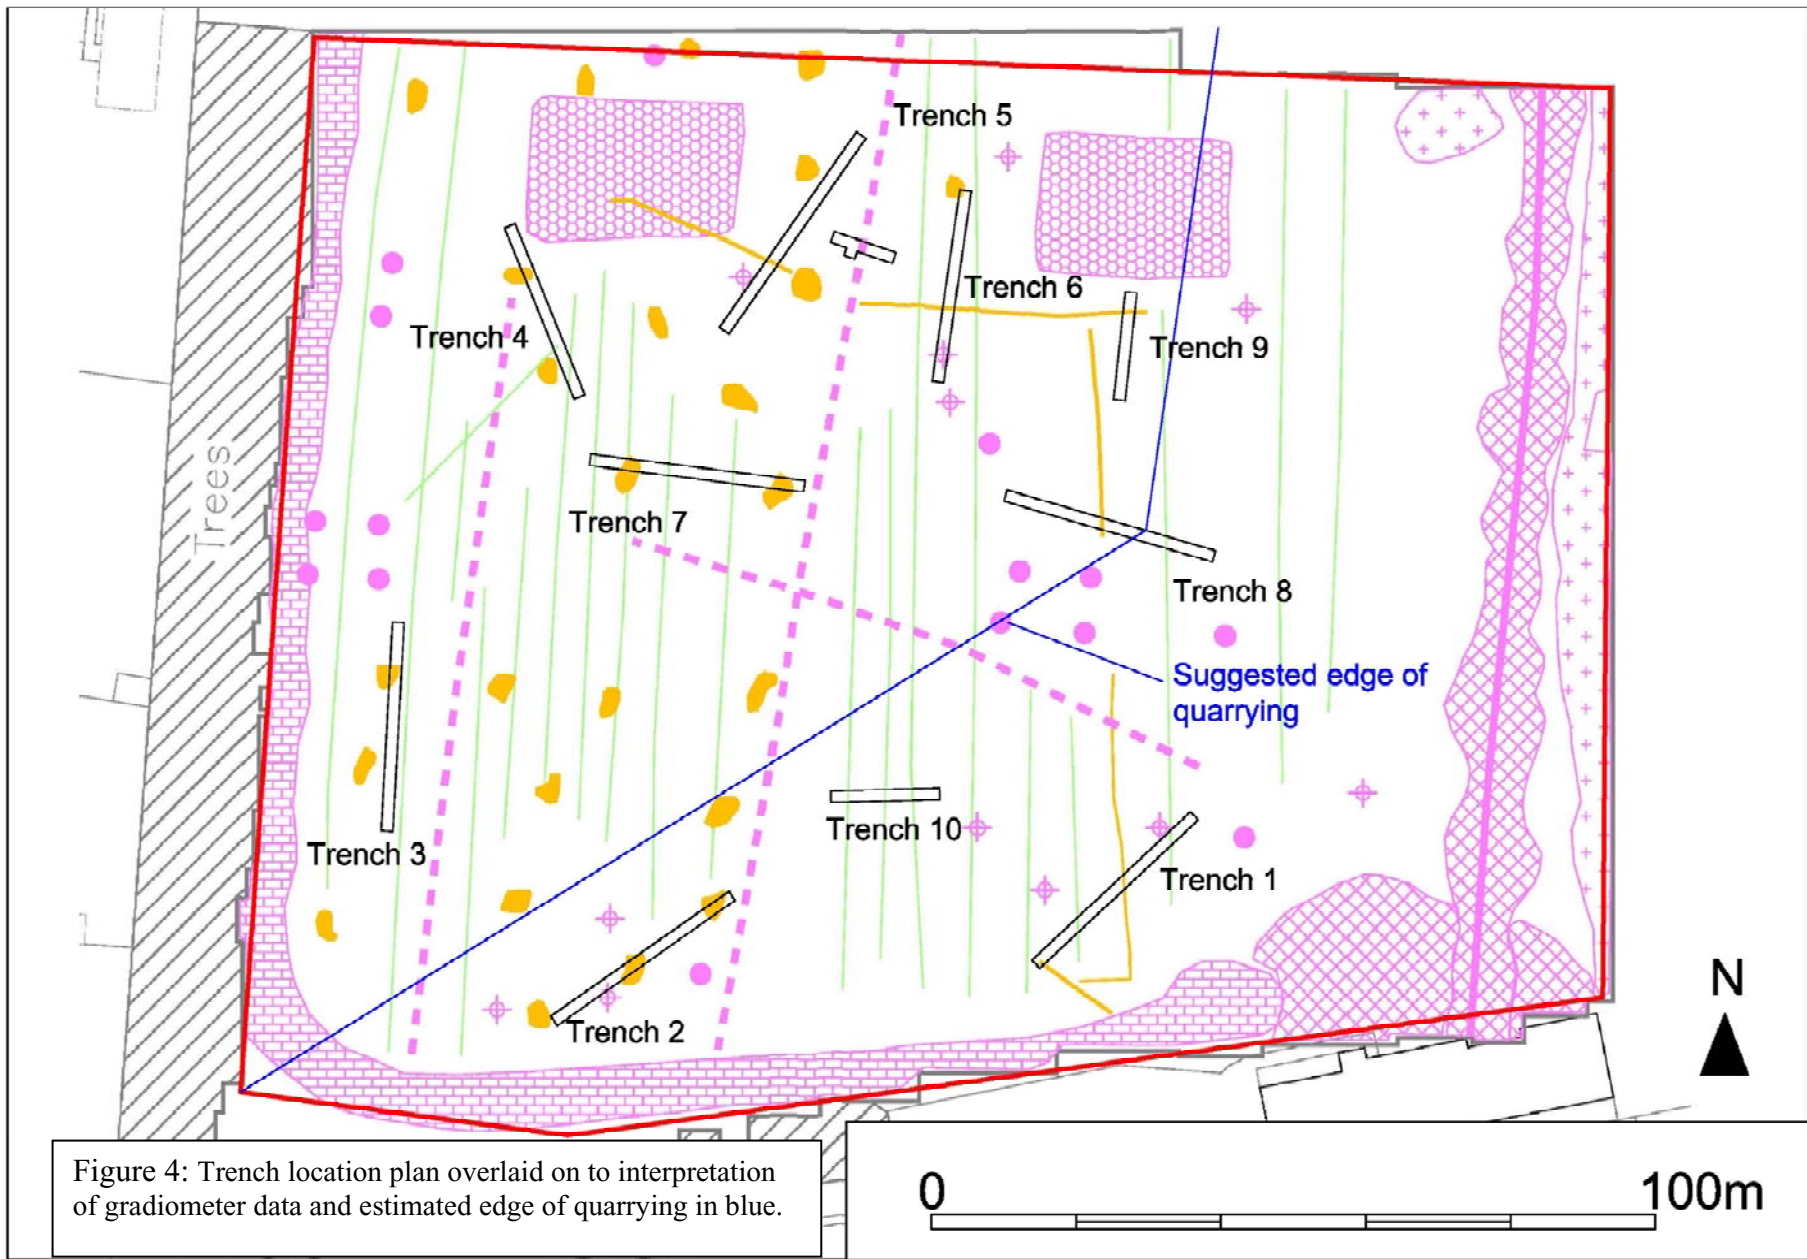 Trench 5
Trench 6
Trench 4
Trench 9
Trees
Trench 7
Trench 8
Suggested edge of
quarrying
Trench 10
Trench 3
Trench 1
N
Trench 2
Figure 4: Trench location plan overlaid on to interpretation
of gradiometer data and estimated edge of quarrying in blue.
0 100m